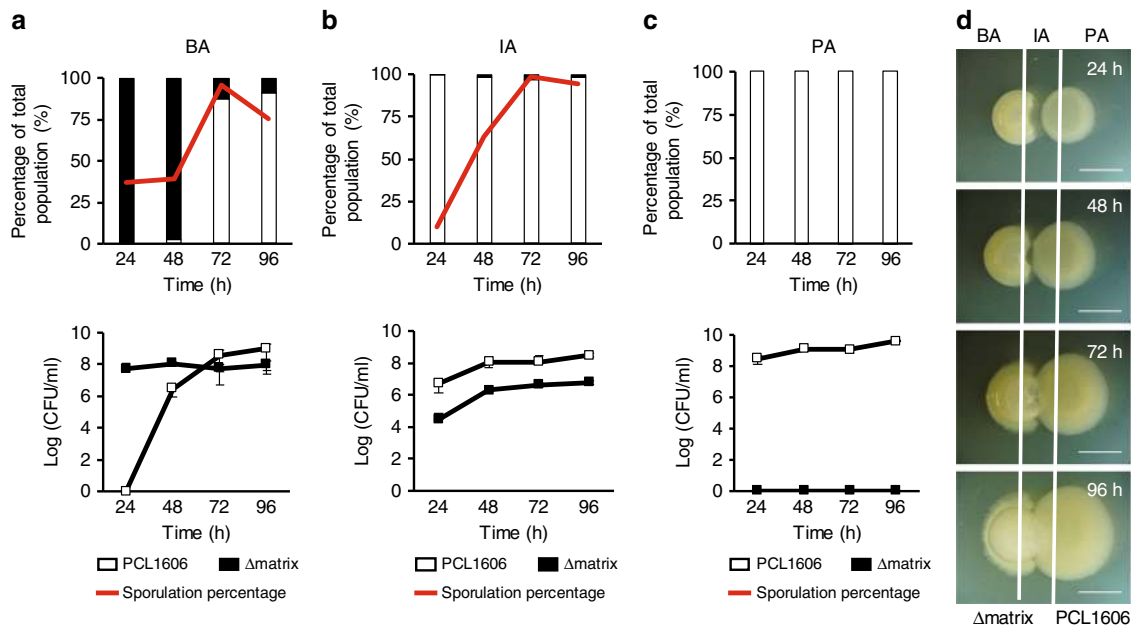 a
BA
Percentage of total
population (%)
100
75
50
25
0
24 48 72 96
Time (h)
Log (CFU/ml)
10
8
6
4
2
0
24 48 72 96
Time (h)
PCL1606 Δmatrix
Sporulation percentage
b
IA
Percentage of total
population (%)
100
75
50
25
0
24 48 72 96
Time (h)
Log (CFU/ml)
10
8
6
4
2
0
24 48 72 96
Time (h)
PCL1606 Δmatrix
Sporulation percentage
c
PA
Percentage of total
population (%)
100
75
50
25
0
24 48 72 96
Time (h)
Log (CFU/ml)
10
8
6
4
2
0
24 48 72 96
Time (h)
PCL1606 Δmatrix
Sporulation percentage
d
BA IA PA
24 h
48 h
72 h
96 h
Δmatrix PCL1606